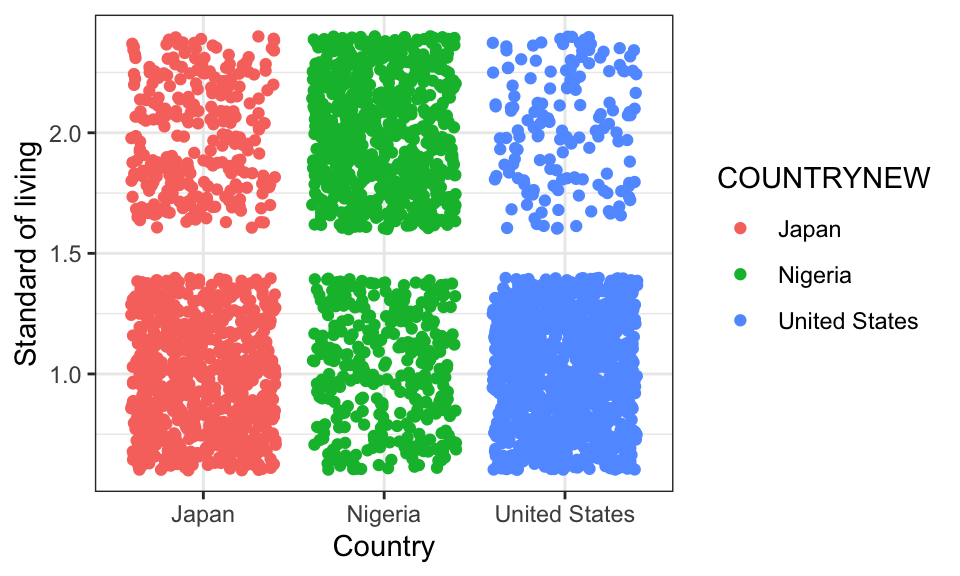 Standard of living
2.0
1.5
1.0
Japan
Nigeria
United States
Country
COUNTRYNEW
Japan
Nigeria
United States